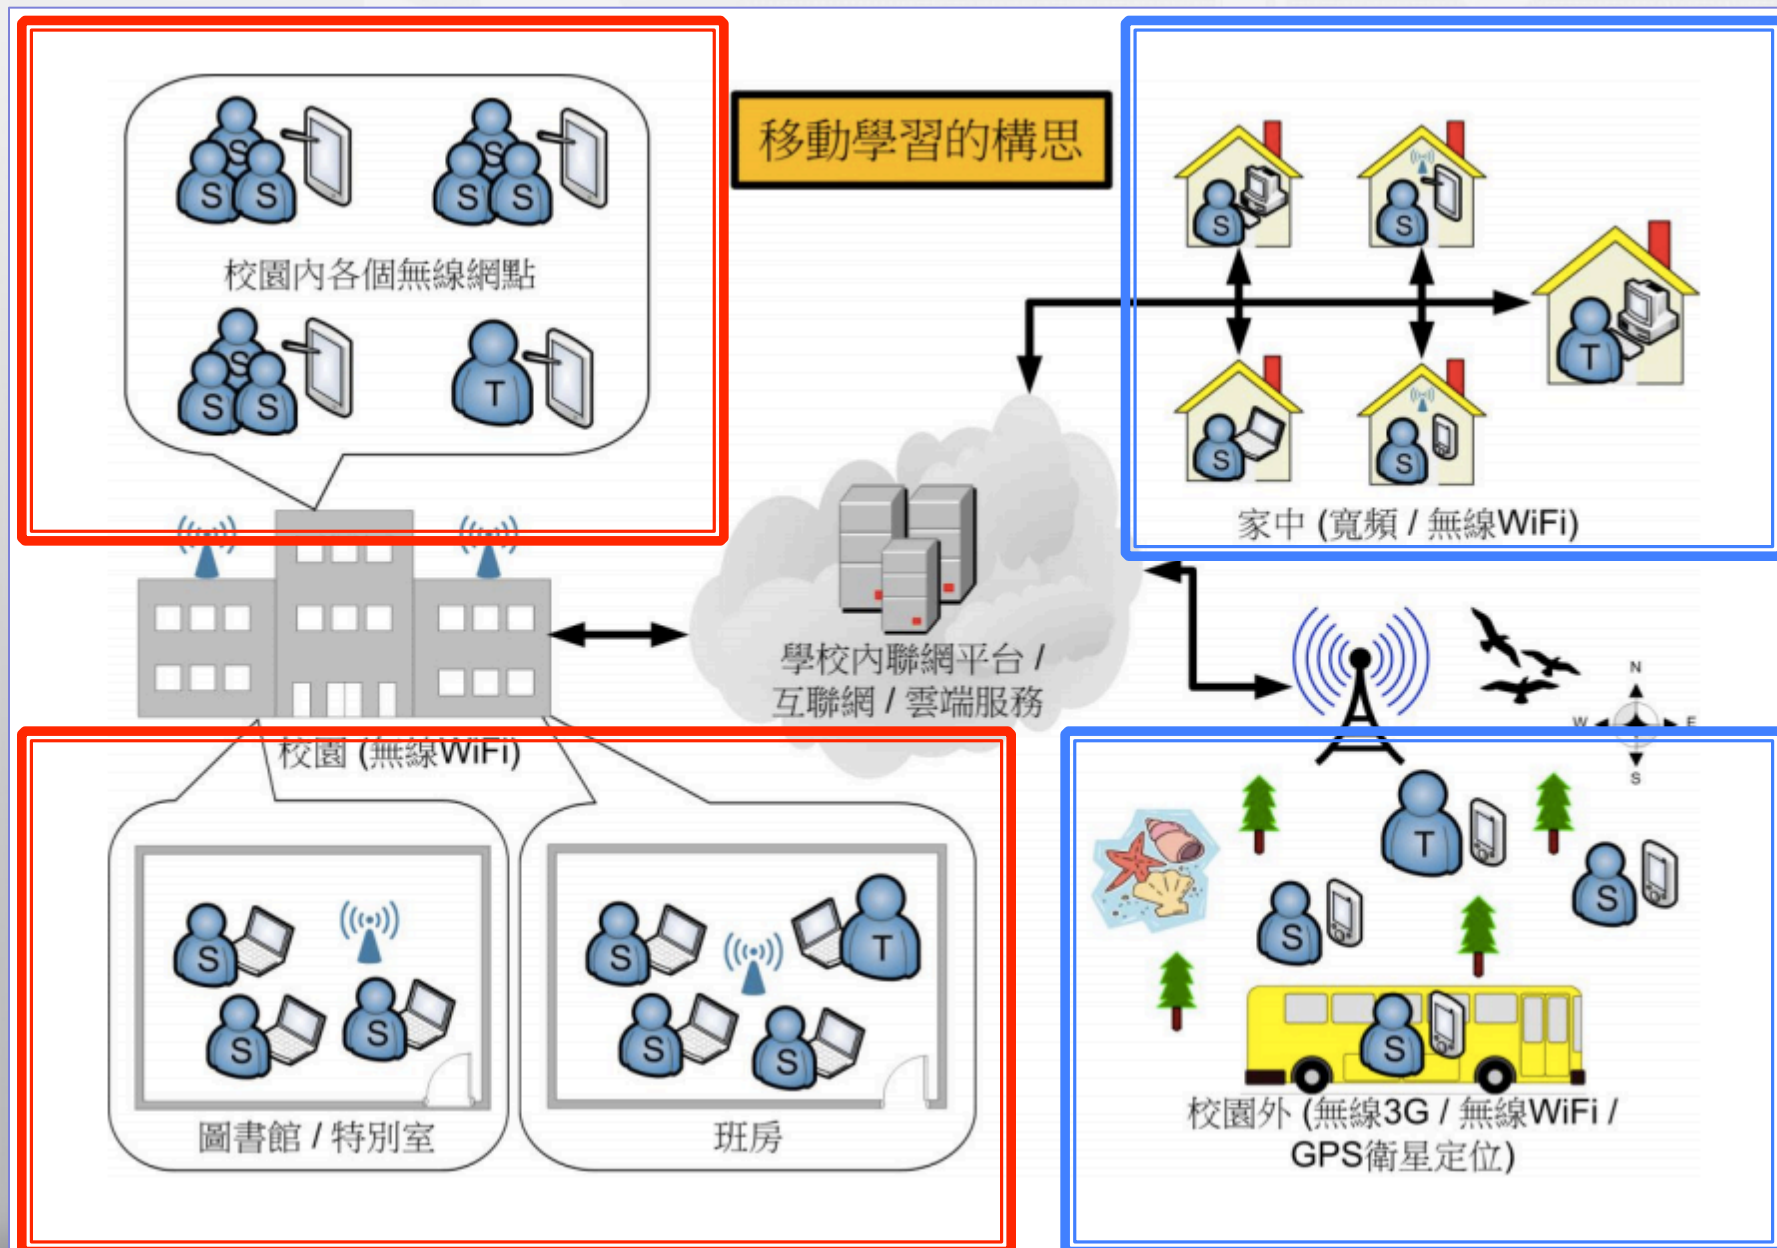 移動學習的構思
S
S S
S
S S
校園內各個無線網點
S
S S
T
S
S
T
S
S
家中 (寬頻 / 無線WiFi)
學校內聯網平台 /
互聯網 / 雲端服務
N
W E
S
校園 (無線WiFi)
S
S
S
圖書館 / 特別室
S
T
S
S
班房
T
S
S
S
校園外 (無線3G / 無線WiFi /
GPS衛星定位)